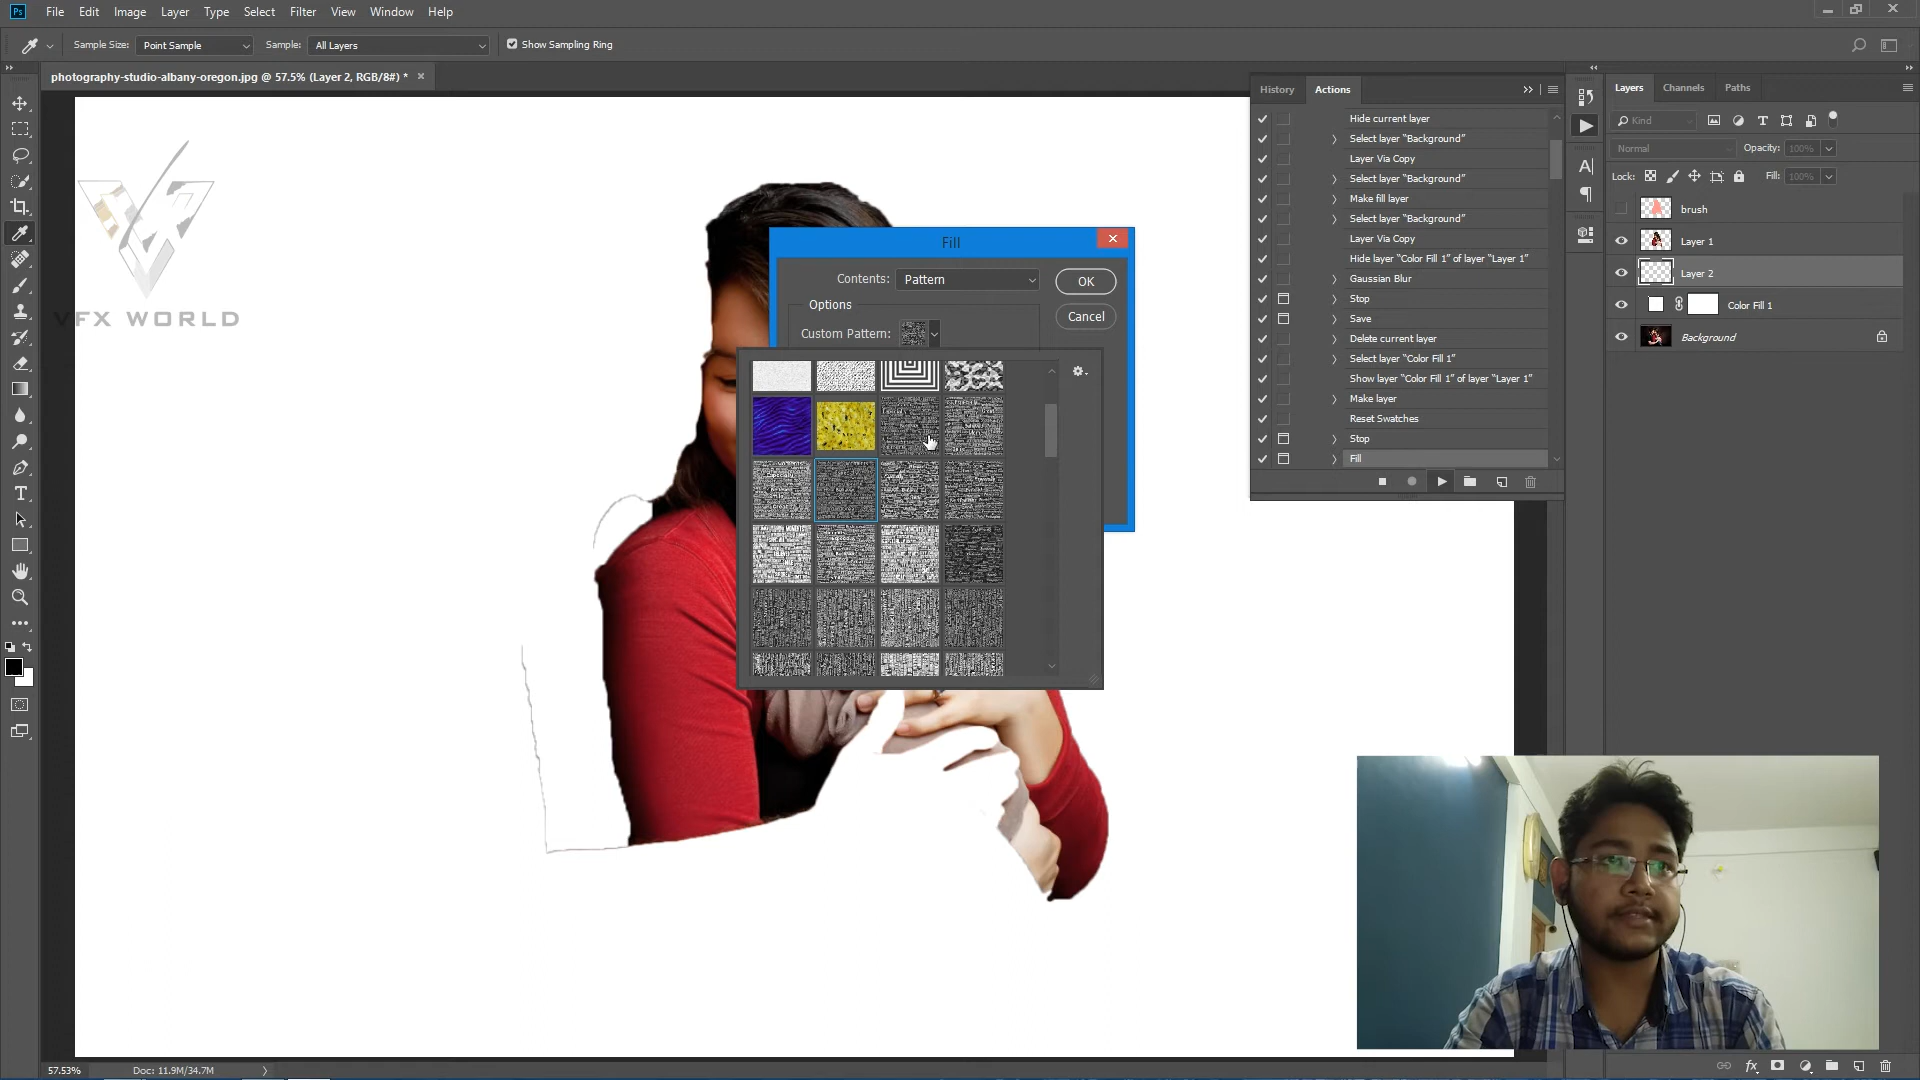 Ps File Edit Image Layer Type Select Filter View Window Help
Sample Size: Point Sample Sample: All Layers Show Sampling Ring
photography-studio-albany-oregon.jpg @ 57.5% (Layer 2, RGB/8#) *
VFX WORLD
Fill
Contents: Pattern
OK
Options
Cancel
Custom Pattern:
History Actions
Hide current layer
Select layer “Background”
Layer Via Copy
Select layer “Background”
Make fill layer
Select layer “Background”
Layer Via Copy
Hide layer “Color Fill 1” of layer “Layer 1”
Gaussian Blur
Stop
Save
Delete current layer
Select layer “Color Fill 1”
Show layer “Color Fill 1” of layer “Layer 1”
Make layer
Reset Swatches
Stop
Fill
Layers Channels Paths
Kind
Normal Opacity: 100%
Lock: Fill: 100%
brush
Layer 1
Layer 2
Color Fill 1
Background
57.53% Doc: 11.9M/34.7M